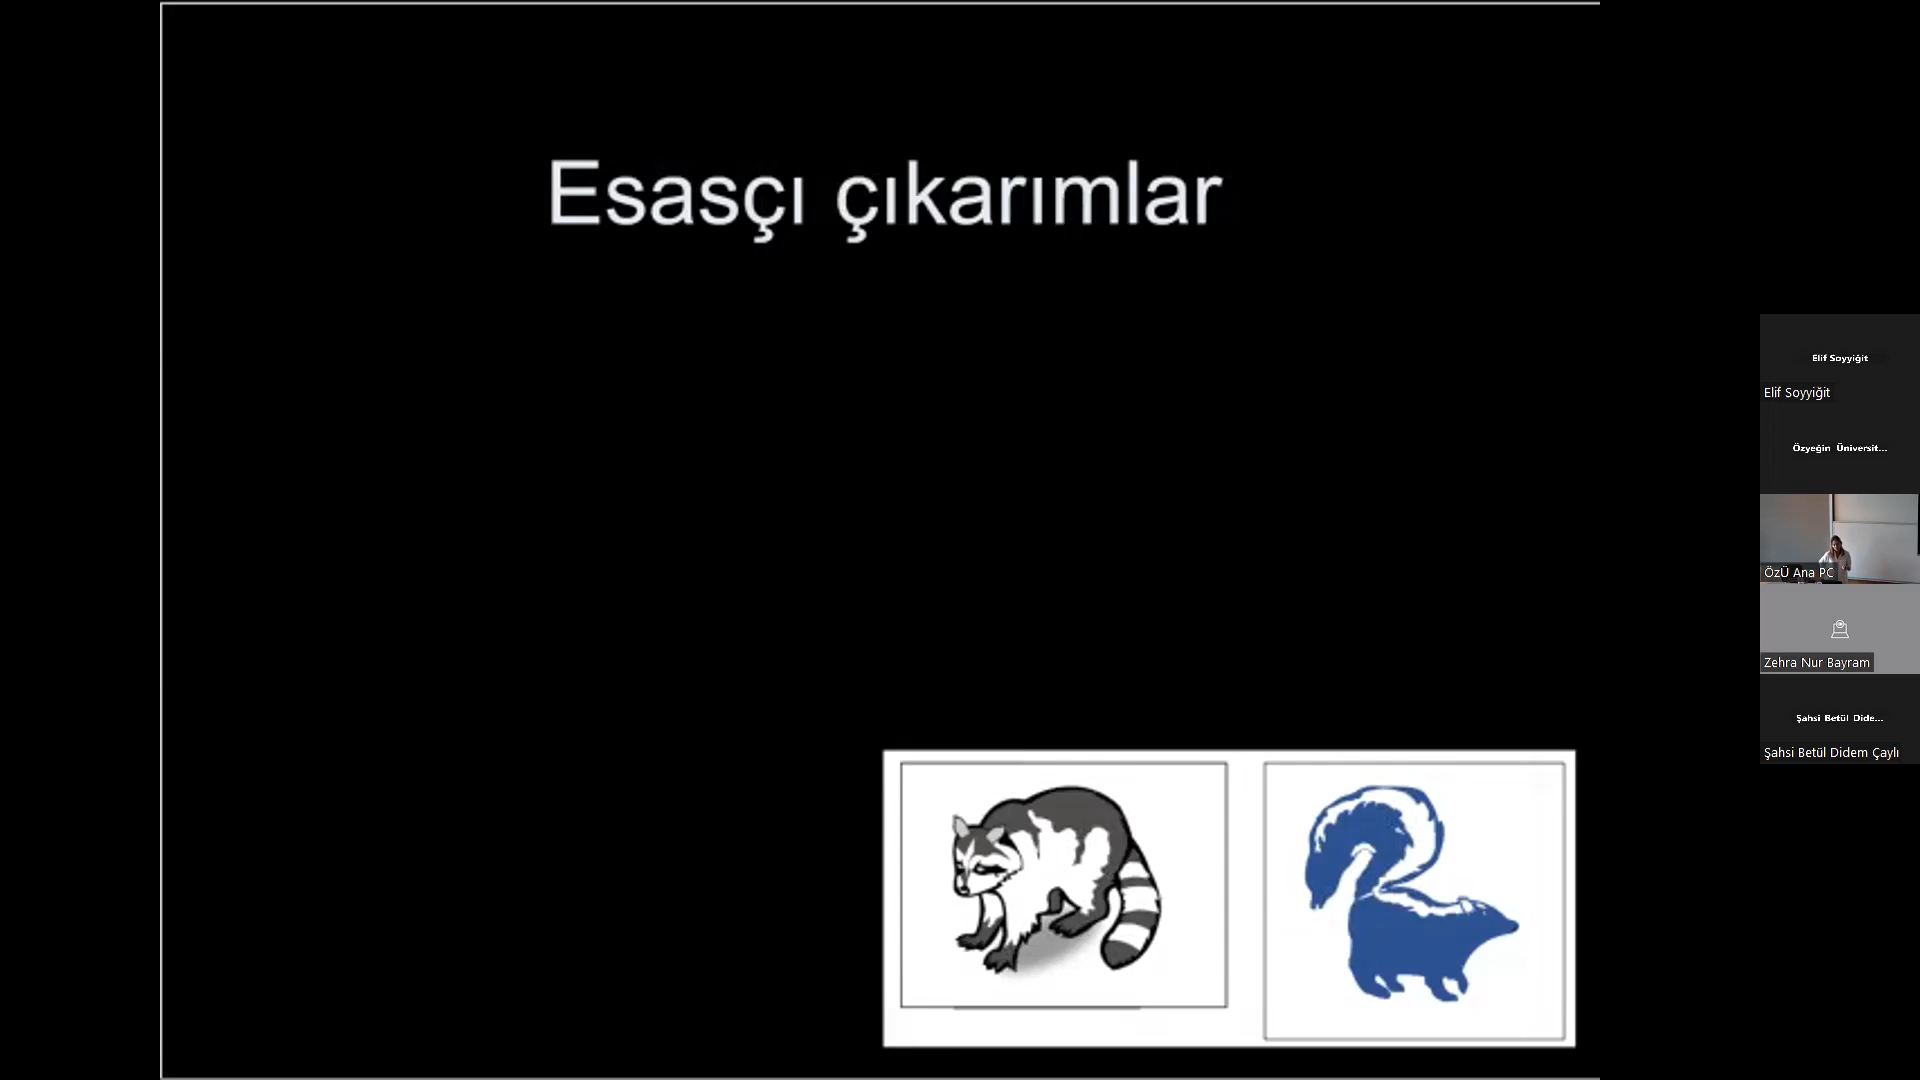 Esasçı çıkarımlar
Elif Soyyiğit
Elif Soyyiğit
Özyeğin Üniversit...
ÖzÜ Ana PC
Zehra Nur Bayram
Şahsi Betül Dide...
Şahsi Betül Didem Çaylı